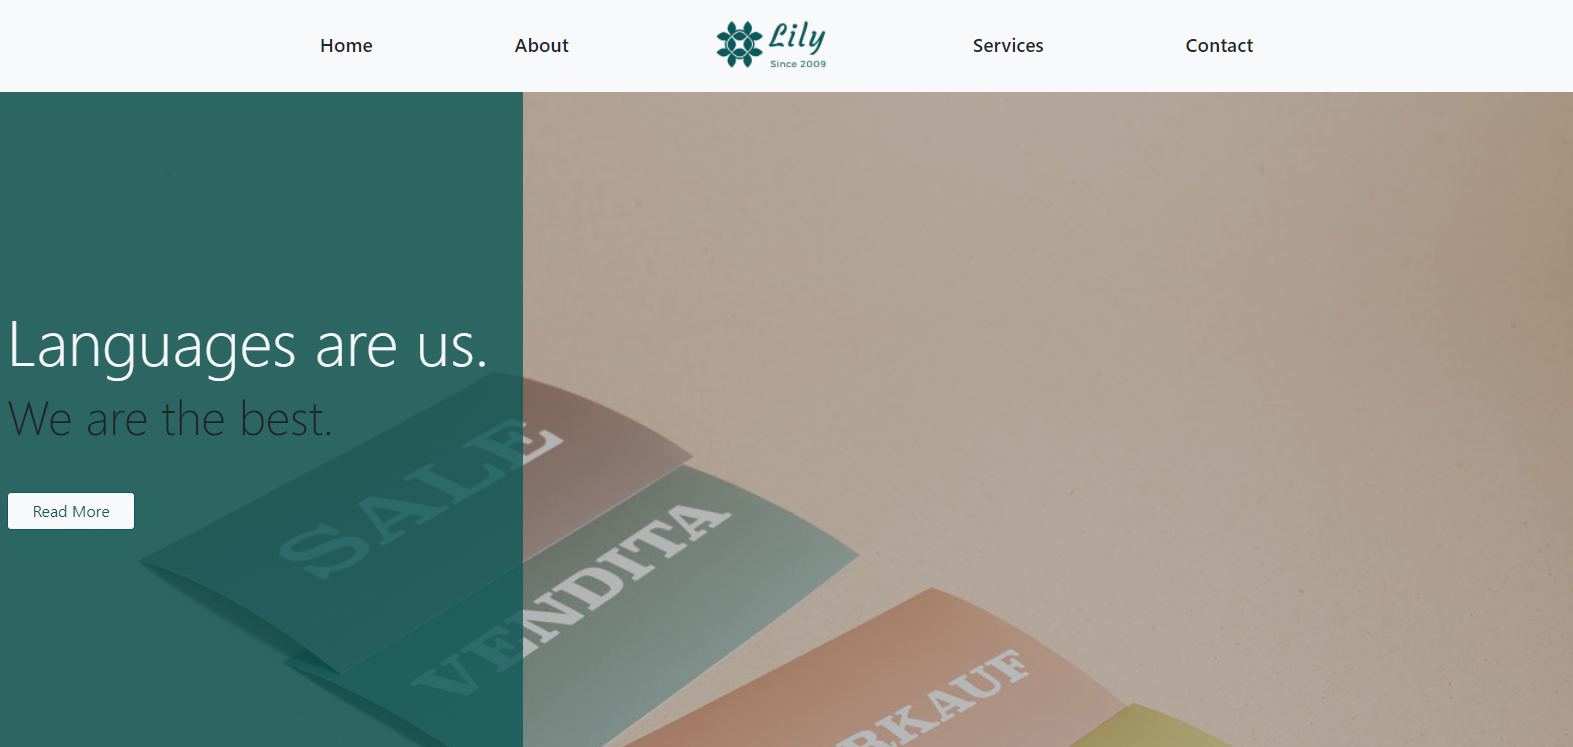 Home About Lily Services Contact
Since 2009
Languages are us.
We are the best.
Read More
SALE
VENDITA
RKAUF